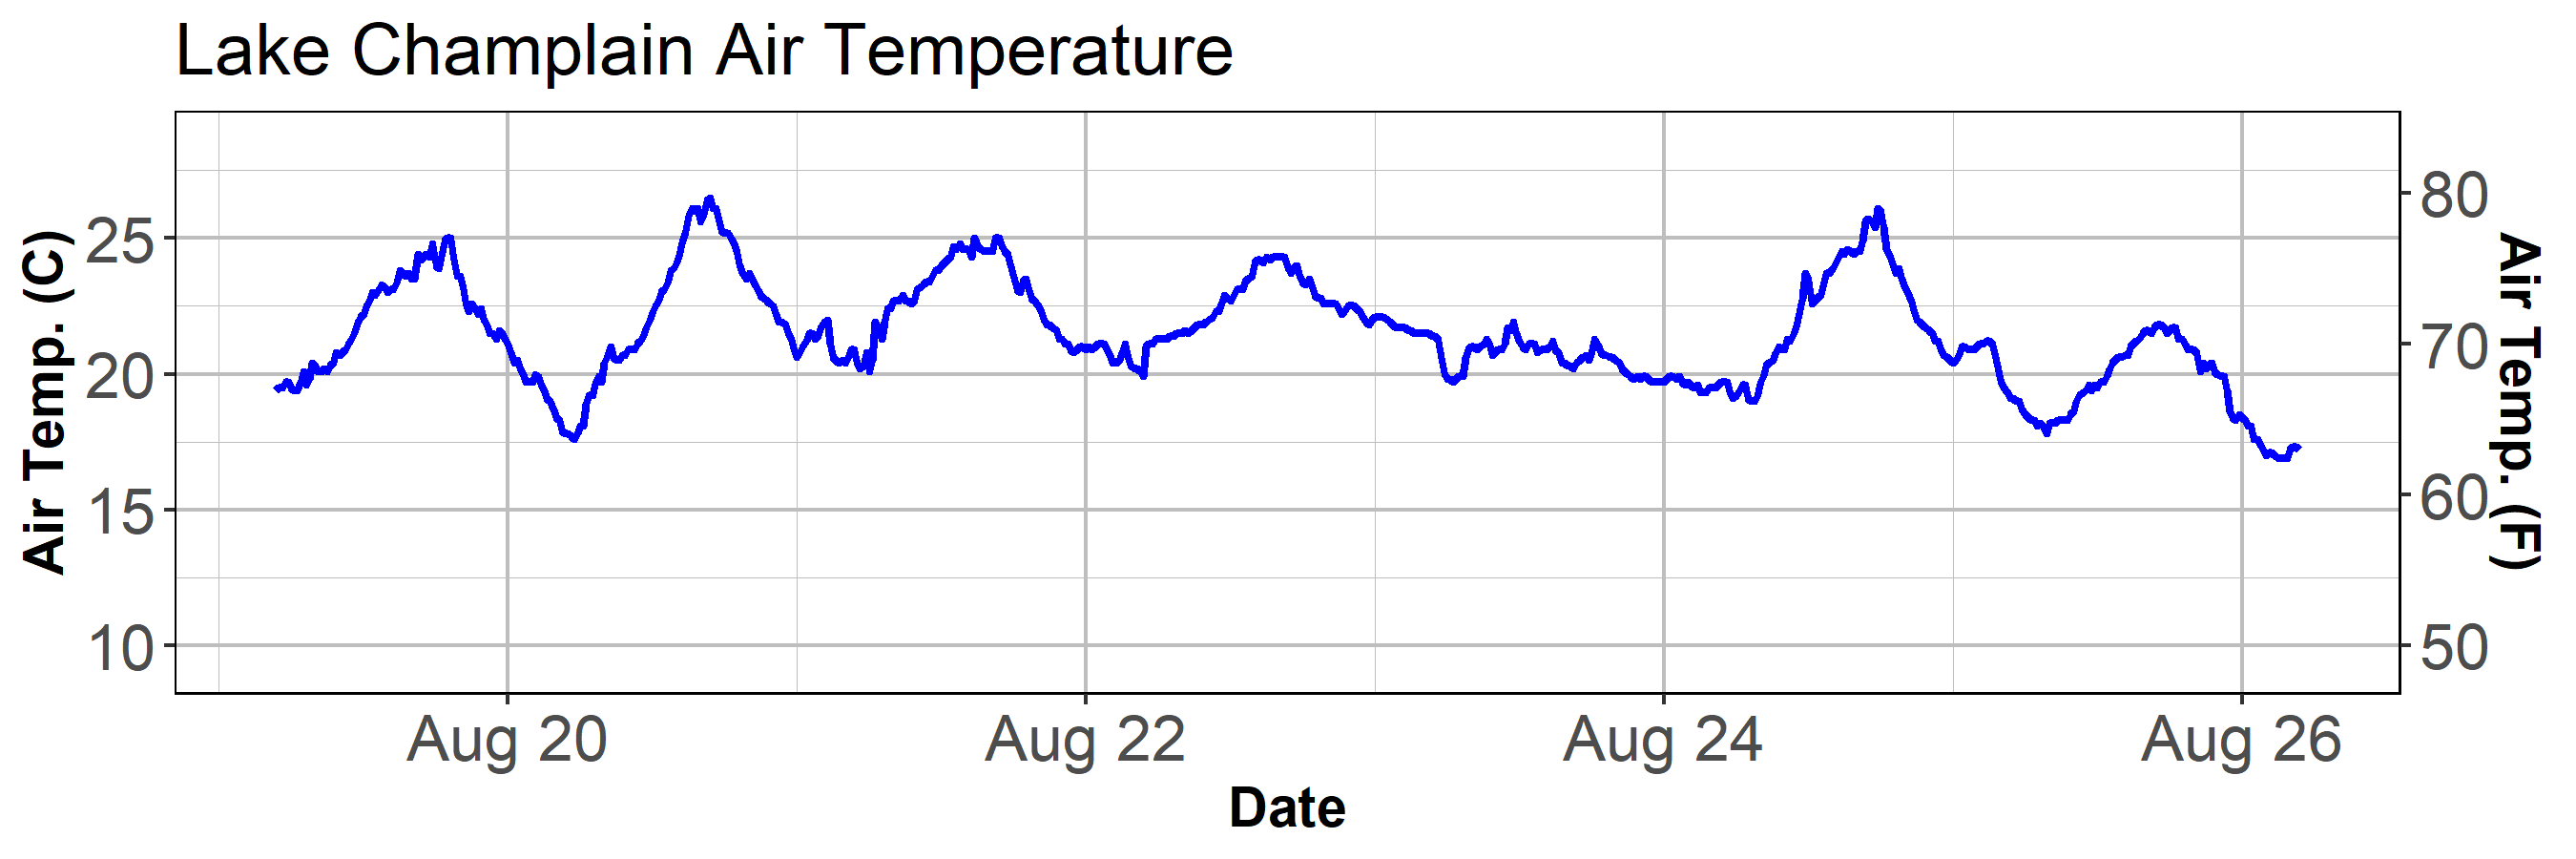 Lake Champlain Air Temperature
Air Temp. (C)
25
20
15
10
80
70
60
50
Air Temp. (F)
Aug 20
Aug 22
Aug 24
Aug 26
Date